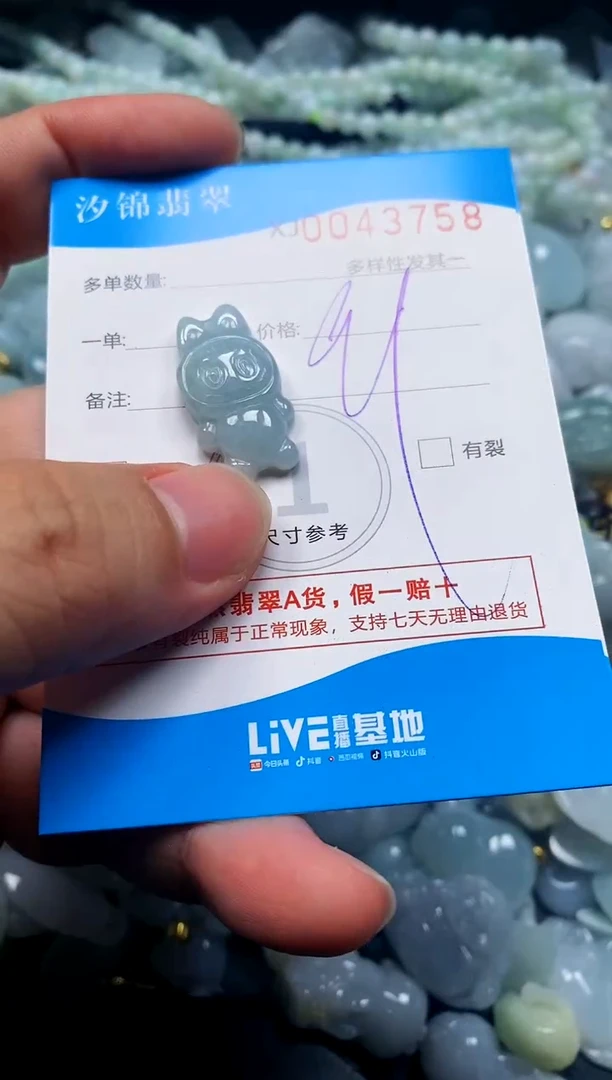 汐锦翡翠
XJ0043758
多单数量:
多样性发其一
一单:
价格:
备注:
1
有裂
尺寸参考
翡翠A货，假一赔十
裂纯属于正常现象，支持七天无理由退货
LiVE直播基地
今日头条 抖音 西瓜视频 抖音火山版